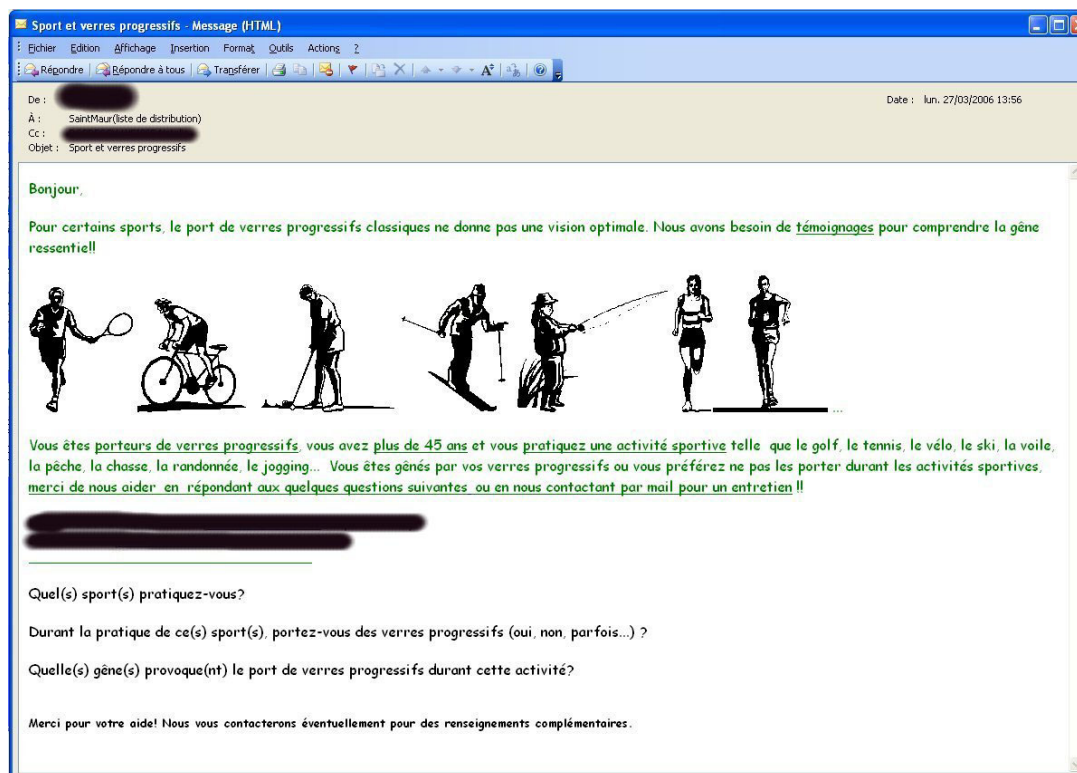 Sport et verres progressifs - Message (HTML)
Fichier Edition Affichage Insertion Format Outils Actions ?
Répondre Répondre à tous Transférer
De :
Date : lun. 27/03/2006 13:56
À : SaintMaur(liste de distribution)
Cc :
Objet : Sport et verres progressifs
Bonjour,
Pour certains sports, le port de verres progressifs classiques ne donne pas une vision optimale. Nous avons besoin de témoignages pour comprendre la gêne
ressentie!!
...
Vous êtes porteurs de verres progressifs, vous avez plus de 45 ans et vous pratiquez une activité sportive telle que le golf, le tennis, le vélo, le ski, la voile,
la pêche, la chasse, la randonnée, le jogging... Vous êtes gênés par vos verres progressifs ou vous préférez ne pas les porter durant les activités sportives,
merci de nous aider en répondant aux quelques questions suivantes ou en nous contactant par mail pour un entretien !!
Quel(s) sport(s) pratiquez-vous?
Durant la pratique de ce(s) sport(s), portez-vous des verres progressifs (oui, non, parfois...) ?
Quelle(s) gêne(s) provoque(nt) le port de verres progressifs durant cette activité?
Merci pour votre aide! Nous vous contacterons éventuellement pour des renseignements complémentaires.